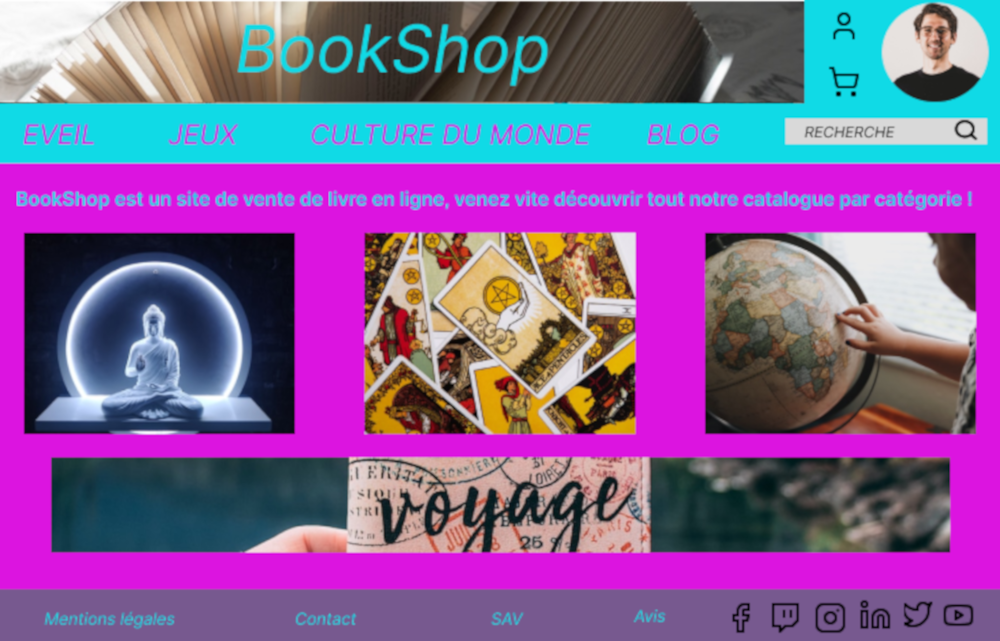 BookShop
EVEIL JEUX CULTURE DU MONDE BLOG RECHERCHE
BookShop est un site de vente de livre en ligne, venez vite découvrir tout notre catalogue par catégorie !
voyage
25
Mentions légales Contact SAV Avis